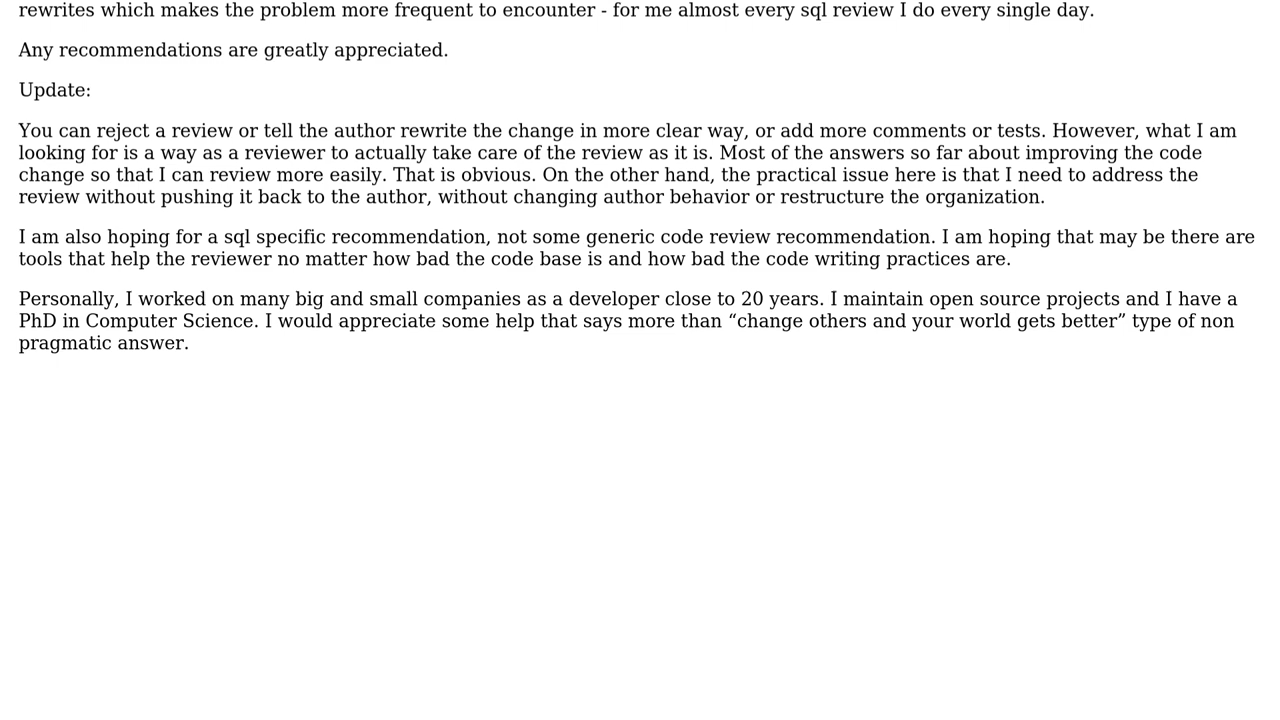 rewrites which makes the problem more frequent to encounter - for me almost every sql review I do every single day.
Any recommendations are greatly appreciated.
Update:
You can reject a review or tell the author rewrite the change in more clear way, or add more comments or tests. However, what I am
looking for is a way as a reviewer to actually take care of the review as it is. Most of the answers so far about improving the code
change so that I can review more easily. That is obvious. On the other hand, the practical issue here is that I need to address the
review without pushing it back to the author, without changing author behavior or restructure the organization.
I am also hoping for a sql specific recommendation, not some generic code review recommendation. I am hoping that may be there are
tools that help the reviewer no matter how bad the code base is and how bad the code writing practices are.
Personally, I worked on many big and small companies as a developer close to 20 years. I maintain open source projects and I have a
PhD in Computer Science. I would appreciate some help that says more than “change others and your world gets better” type of non
pragmatic answer.